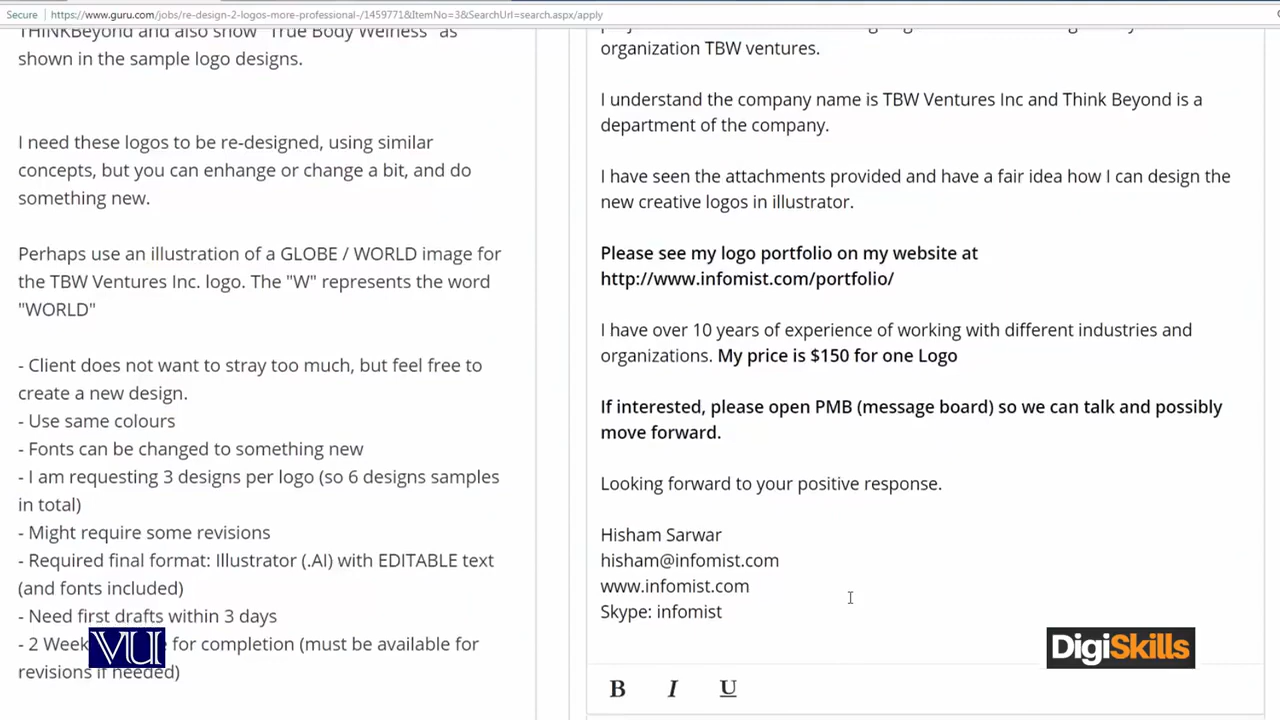 Secure
https://www.guru.com/jobs/re-design-2-logos-more-professional-/1459771&ItemNo=3&SearchUrl=search.aspx/apply
THINKBeyond and also show "True Body Welness" as
shown in the sample logo designs.
I need these logos to be re-designed, using similar
concepts, but you can enhange or change a bit, and do
something new.
Perhaps use an illustration of a GLOBE / WORLD image for
the TBW Ventures Inc. logo. The "W" represents the word
"WORLD"
- Client does not want to stray too much, but feel free to
create a new design.
- Use same colours
- Fonts can be changed to something new
- I am requesting 3 designs per logo (so 6 designs samples
in total)
- Might require some revisions
- Required final format: Illustrator (.AI) with EDITABLE text
(and fonts included)
- Need first drafts within 3 days
- 2 Week for completion (must be available for
revisions if needed)
VU
organization TBW ventures.
I understand the company name is TBW Ventures Inc and Think Beyond is a
department of the company.
I have seen the attachments provided and have a fair idea how I can design the
new creative logos in illustrator.
Please see my logo portfolio on my website at
http://www.infomist.com/portfolio/
I have over 10 years of experience of working with different industries and
organizations. My price is $150 for one Logo
If interested, please open PMB (message board) so we can talk and possibly
move forward.
Looking forward to your positive response.
Hisham Sarwar
hisham@infomist.com
www.infomist.com
Skype: infomist
DigiSkills
B I U